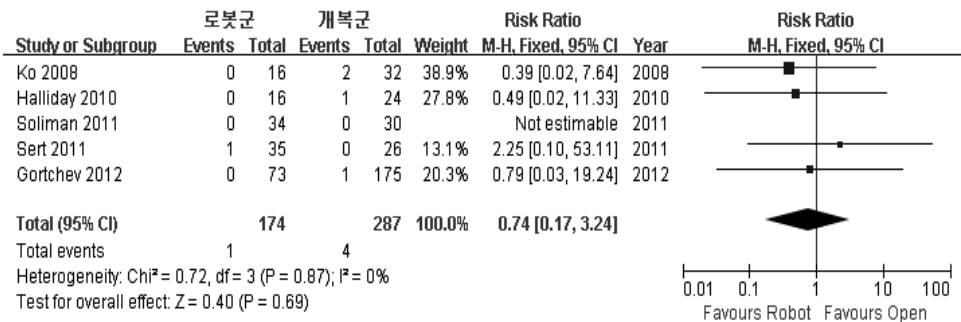 로봇군 개복군 Risk Ratio Risk Ratio
Study or Subgroup Events Total Events Total Weight M-H, Fixed, 95% CI Year M-H, Fixed, 95% CI
Ko 2008 0 16 2 32 38.9% 0.39 [0.02, 7.64] 2008
Halliday 2010 0 16 1 24 27.8% 0.49 [0.02, 11.33] 2010
Soliman 2011 0 34 0 30 Not estimable 2011
Sert 2011 1 35 0 26 13.1% 2.25 [0.10, 53.11] 2011
Gortchev 2012 0 73 1 175 20.3% 0.79 [0.03, 19.24] 2012
Total (95% CI) 174 287 100.0% 0.74 [0.17, 3.24]
Total events 1 4
Heterogeneity: Chi² = 0.72, df = 3 (P = 0.87); I² = 0%
Test for overall effect: Z = 0.40 (P = 0.69)
0.01 0.1 1 10 100
Favours Robot Favours Open